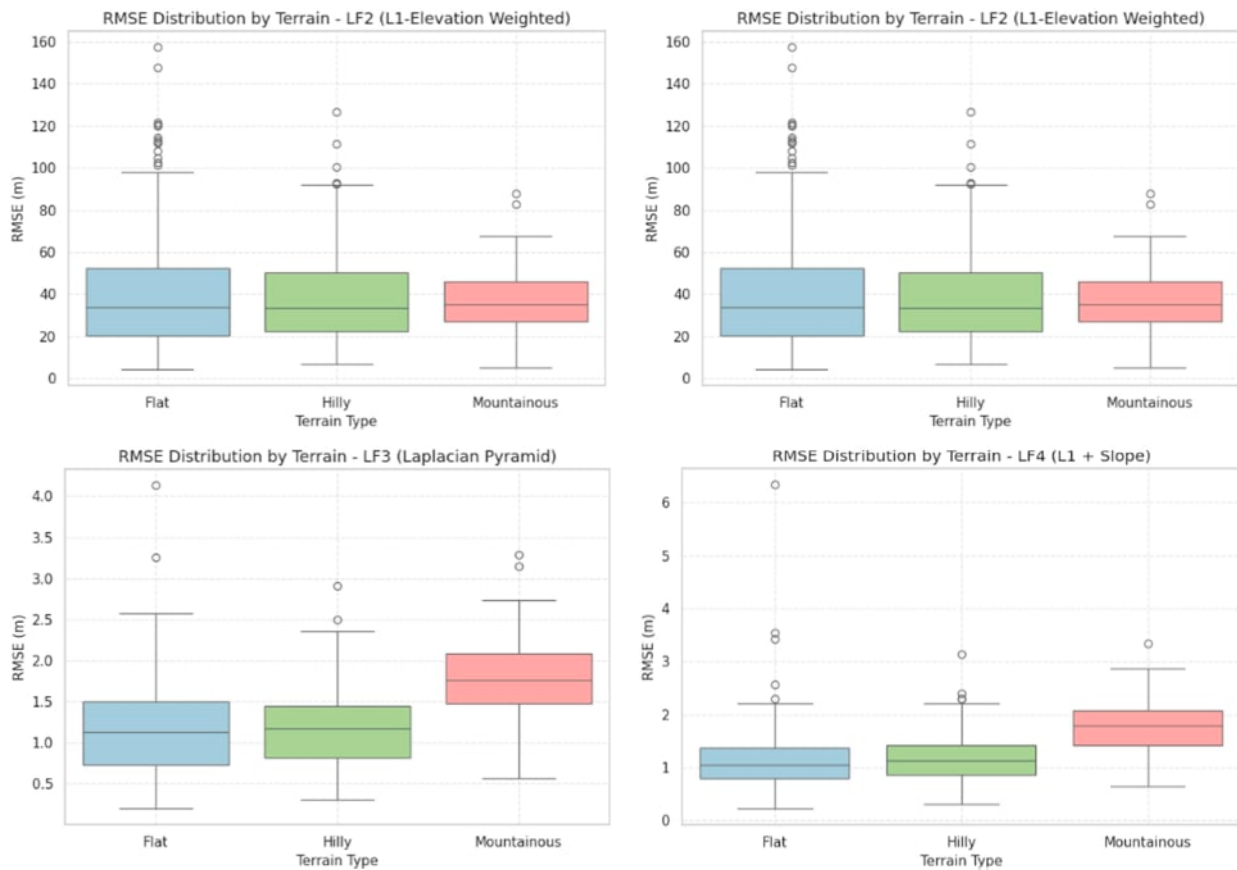 RMSE Distribution by Terrain - LF2 (L1-Elevation Weighted)
160
140
120
100
80
60
40
20
0
RMSE (m)
Flat
Hilly
Mountainous
Terrain Type
RMSE Distribution by Terrain - LF2 (L1-Elevation Weighted)
160
140
120
100
80
60
40
20
0
RMSE (m)
Flat
Hilly
Mountainous
Terrain Type
RMSE Distribution by Terrain - LF3 (Laplacian Pyramid)
4.0
3.5
3.0
2.5
2.0
1.5
1.0
0.5
RMSE (m)
Flat
Hilly
Mountainous
Terrain Type
RMSE Distribution by Terrain - LF4 (L1 + Slope)
6
5
4
3
2
1
0
RMSE (m)
Flat
Hilly
Mountainous
Terrain Type